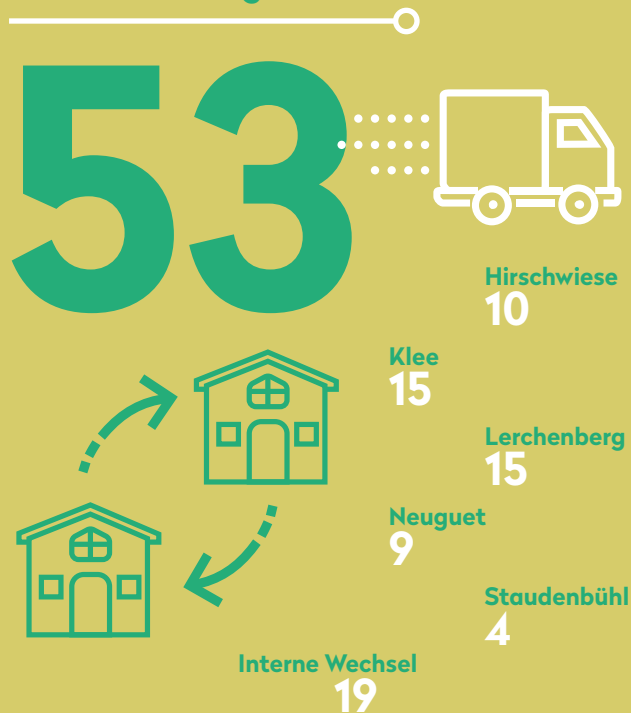 53
Hirschwiese
10
Klee
15
Lerchenberg
15
Neuguet
9
Staudenbühl
4
Interne Wechsel
19